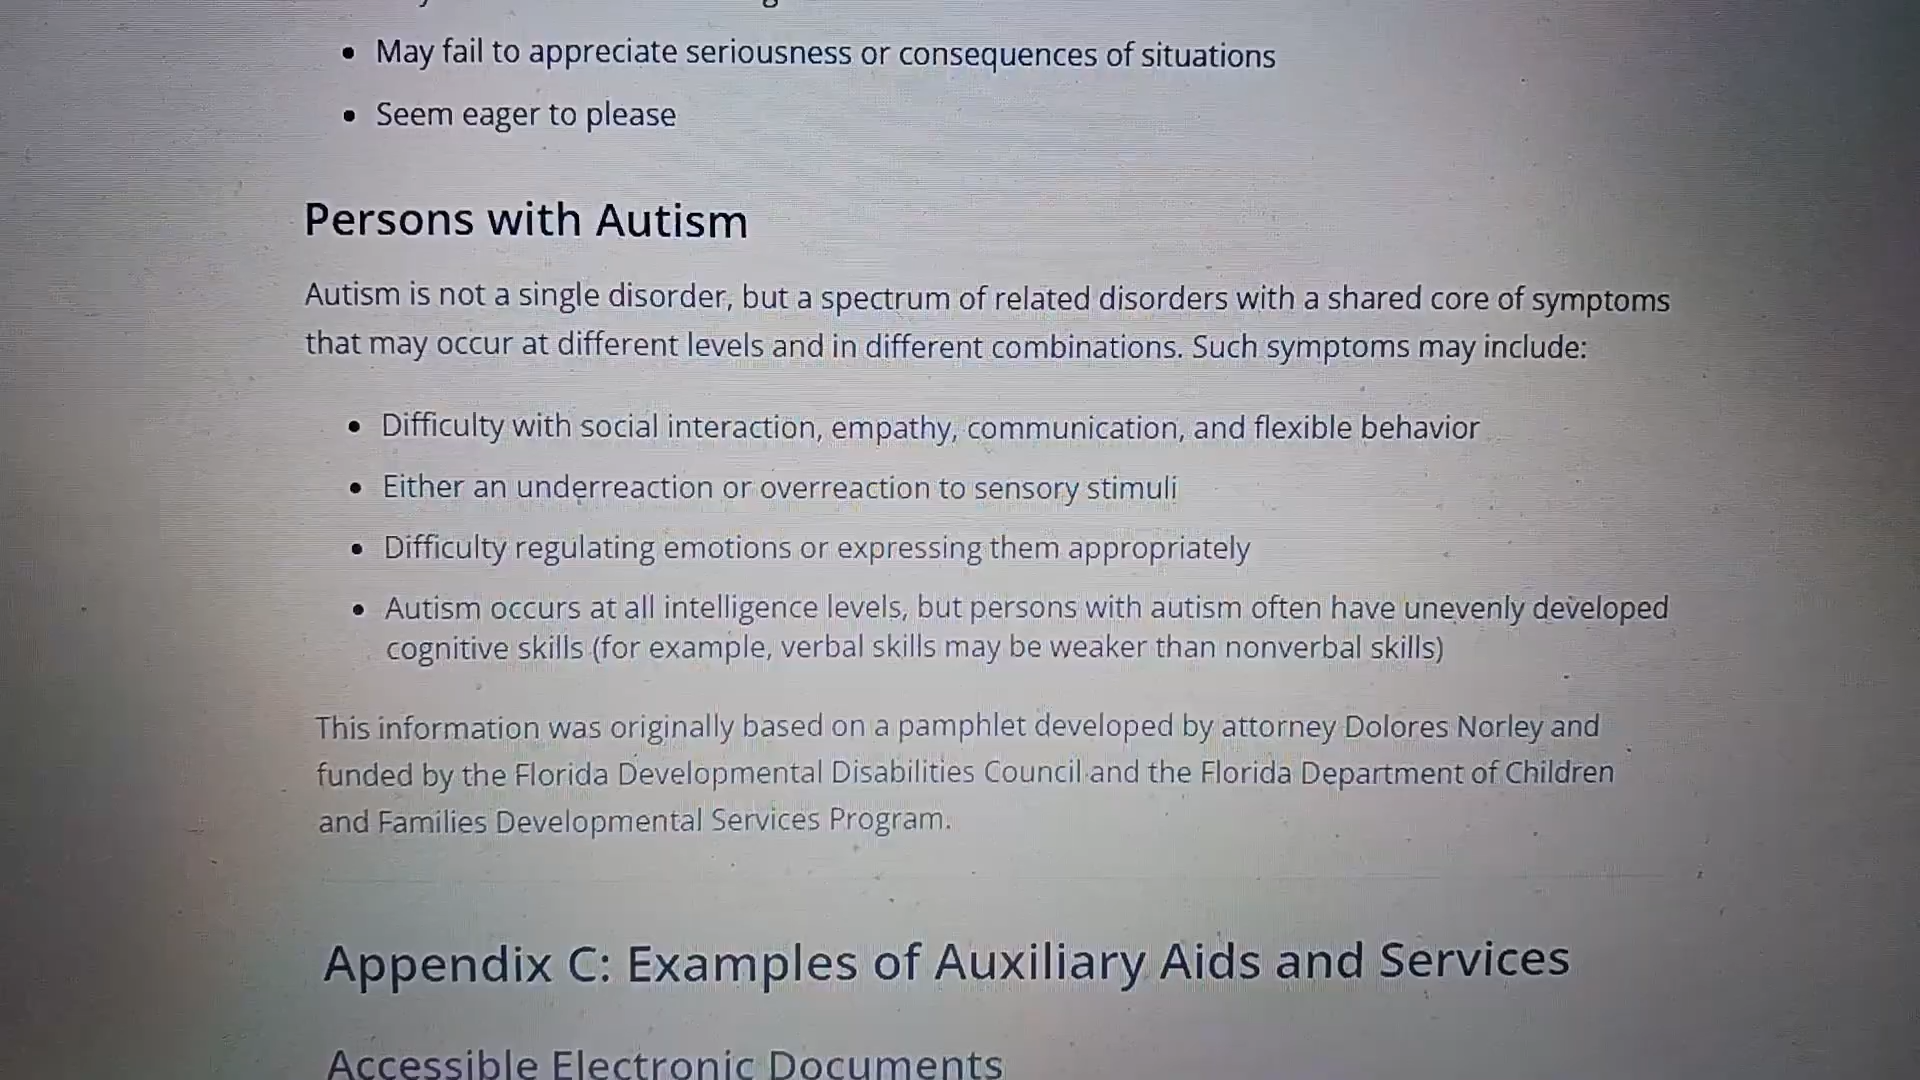 May fail to appreciate seriousness or consequences of situations
Seem eager to please
Persons with Autism
Autism is not a single disorder, but a spectrum of related disorders with a shared core of symptoms
that may occur at different levels and in different combinations. Such symptoms may include:
Difficulty with social interaction, empathy, communication, and flexible behavior
Either an underreaction or overreaction to sensory stimuli
Difficulty regulating emotions or expressing them appropriately
Autism occurs at all intelligence levels, but persons with autism often have unevenly developed
cognitive skills (for example, verbal skills may be weaker than nonverbal skills)
This information was originally based on a pamphlet developed by attorney Dolores Norley and
funded by the Florida Developmental Disabilities Council and the Florida Department of Children
and Families Developmental Services Program.
Appendix C: Examples of Auxiliary Aids and Services
Accessible Electronic Documents